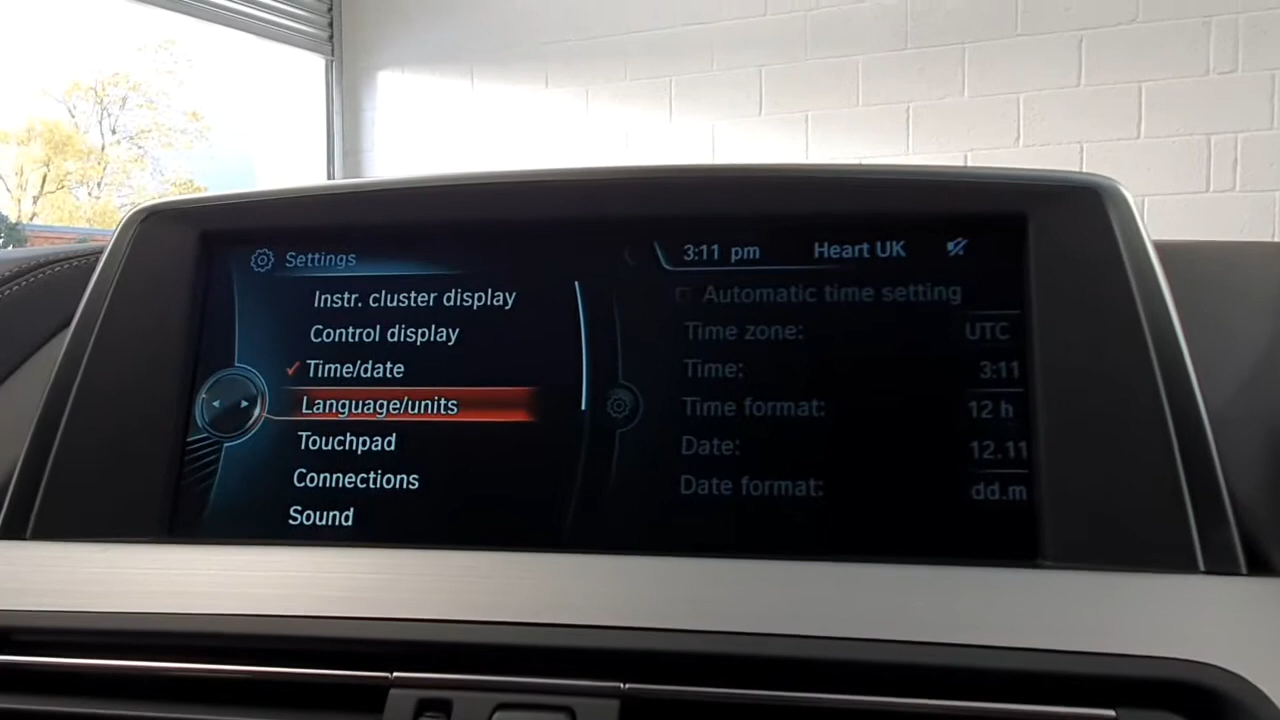 Settings
3:11 pm Heart UK
Instr. cluster display
Control display
Time/date
Language/units
Touchpad
Connections
Sound
Automatic time setting
Time zone: UTC
Time: 3:11
Time format: 12 h
Date: 12.11
Date format: dd.m